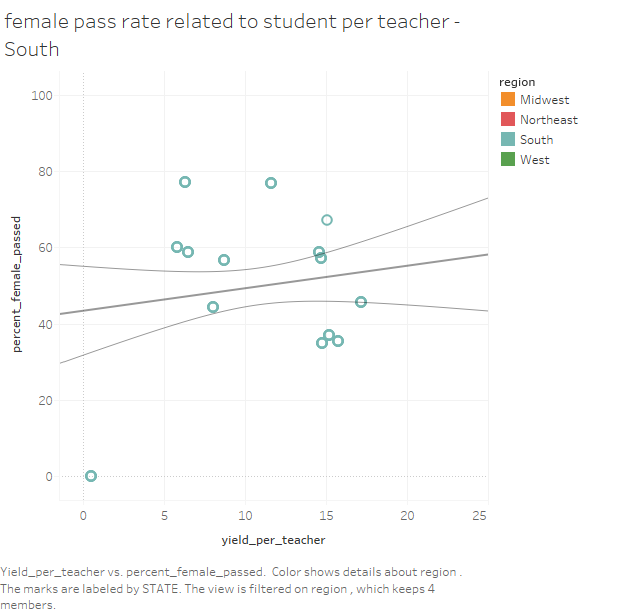 female pass rate related to student per teacher -
South
region
Midwest
Northeast
South
West
100
80
60
40
20
0
percent_female_passed
0 5 10 15 20 25
yield_per_teacher
Yield_per_teacher vs. percent_female_passed. Color shows details about region .
The marks are labeled by STATE. The view is filtered on region , which keeps 4
members.